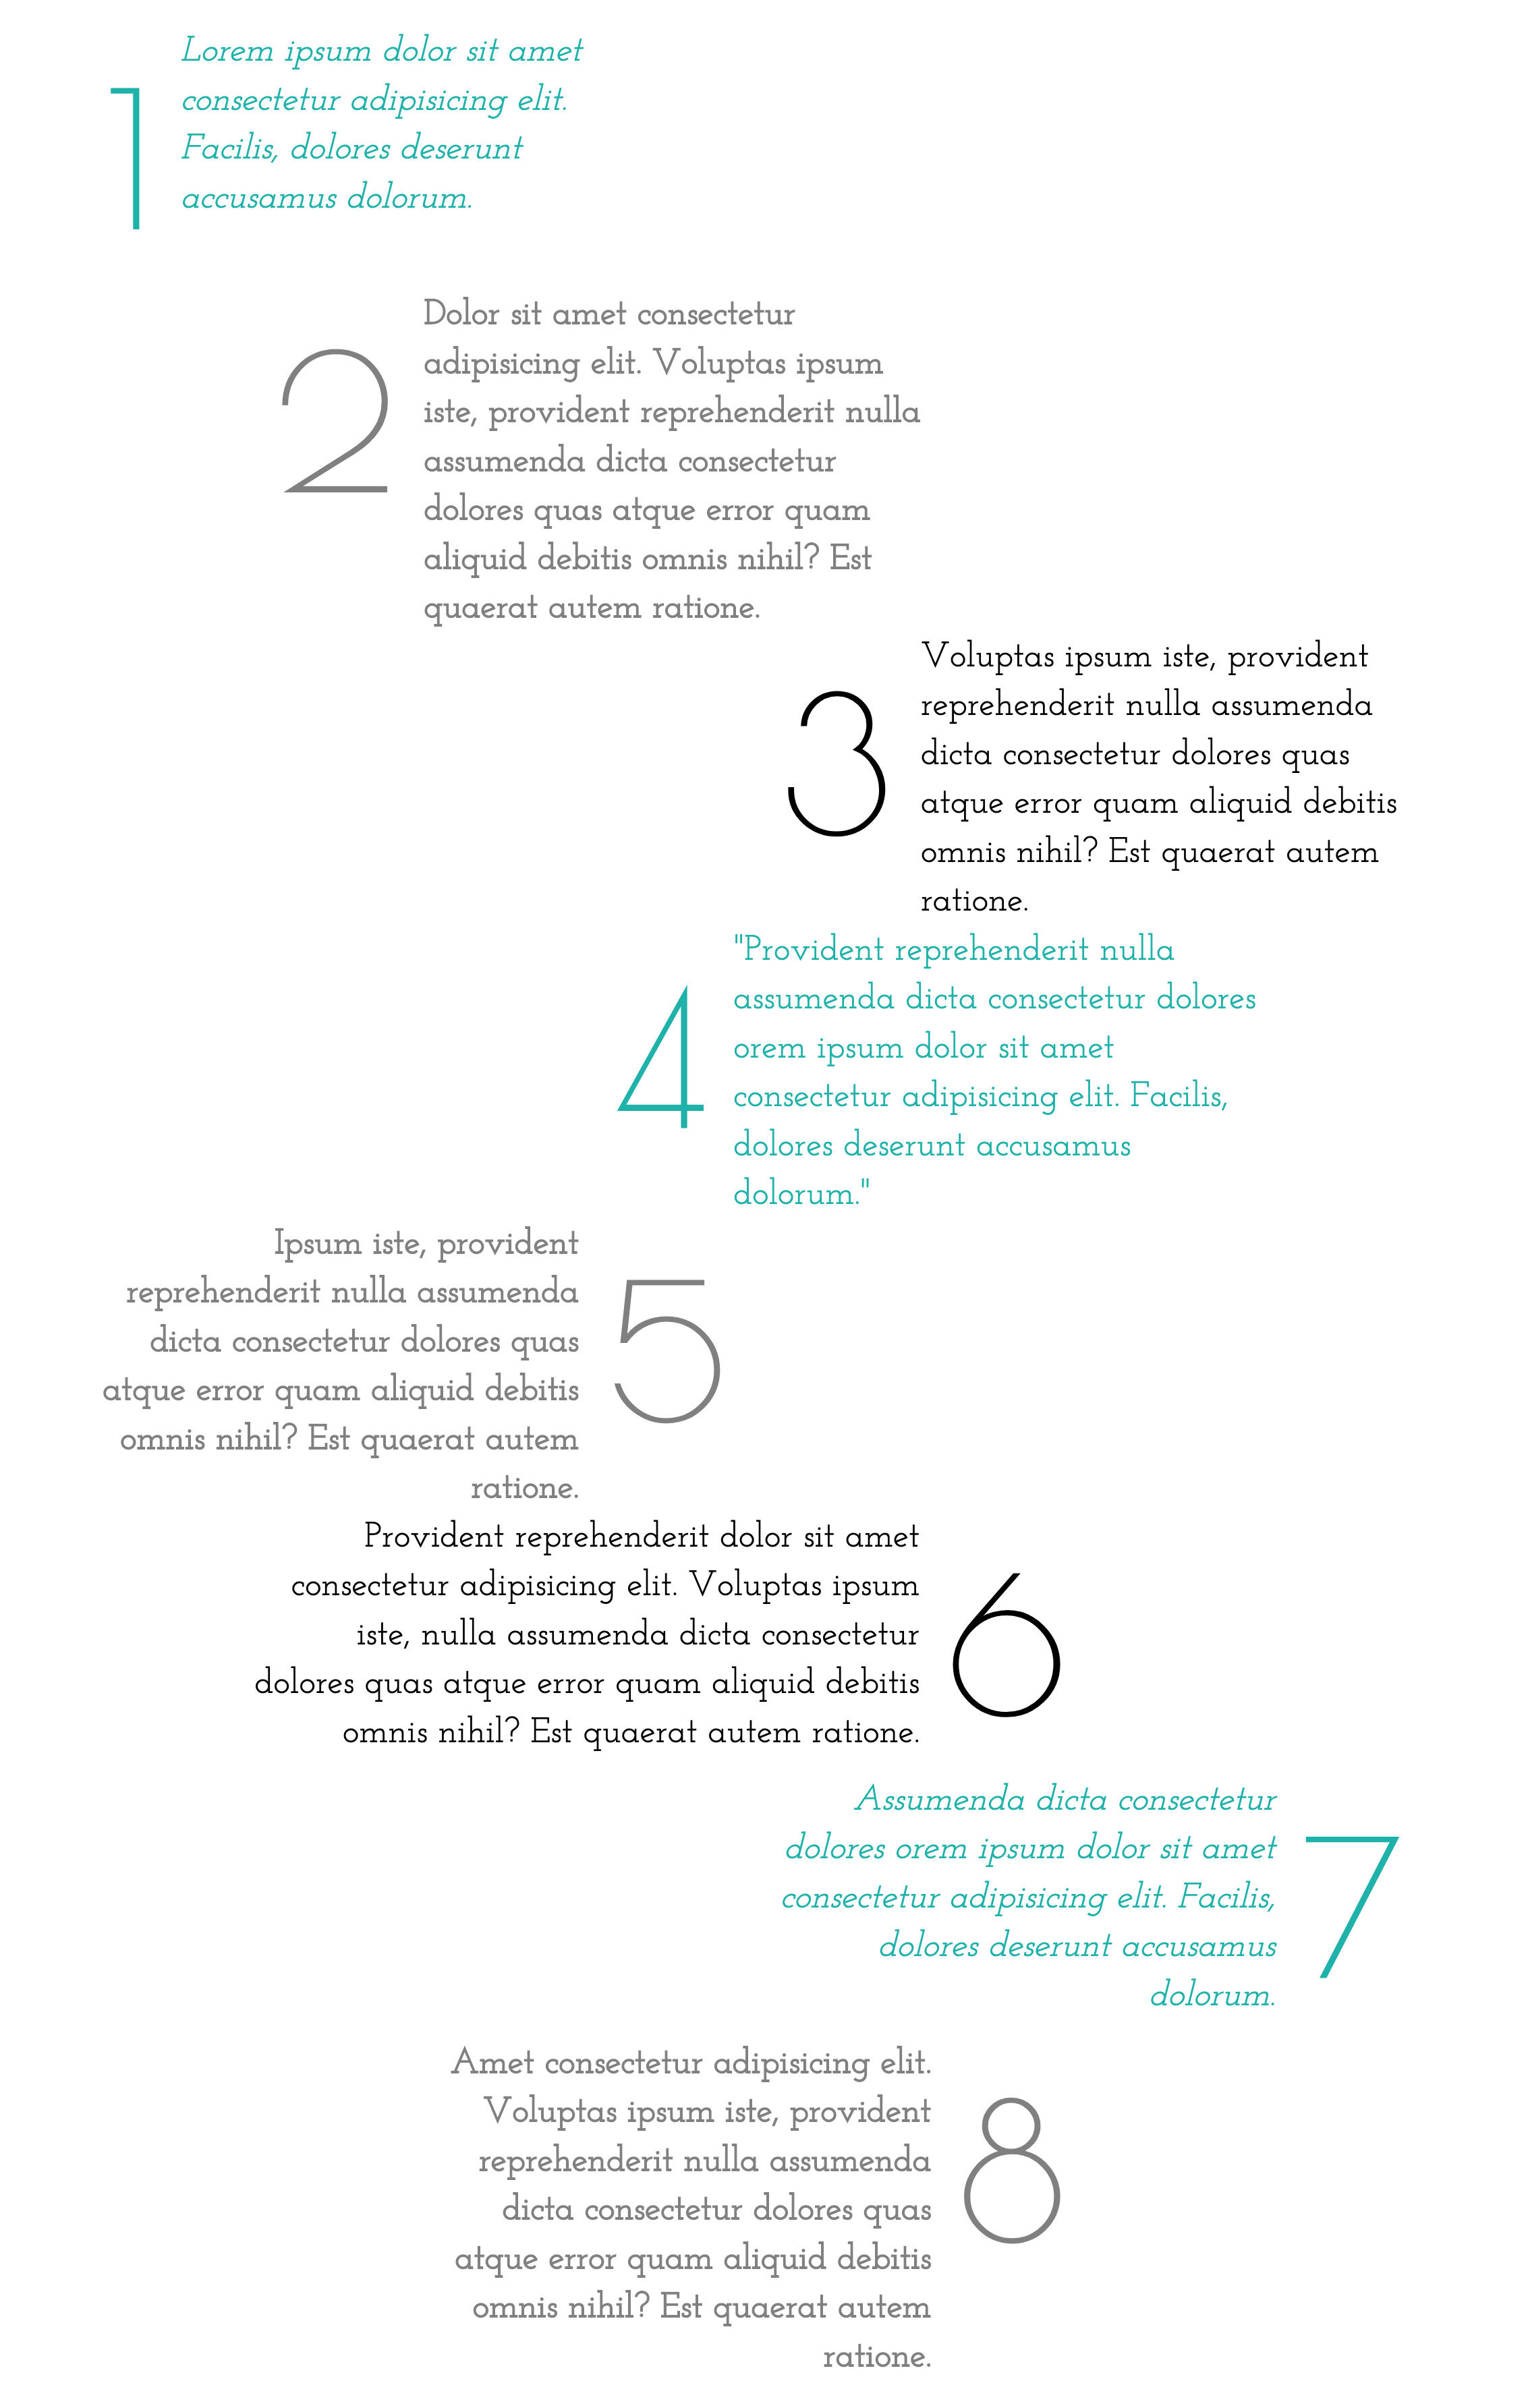 1
Lorem ipsum dolor sit amet
consectetur adipisicing elit.
Facilis, dolores deserunt
accusamus dolorum.
2
Dolor sit amet consectetur
adipisicing elit. Voluptas ipsum
iste, provident reprehenderit nulla
assumenda dicta consectetur
dolores quas atque error quam
aliquid debitis omnis nihil? Est
quaerat autem ratione.
3
Voluptas ipsum iste, provident
reprehenderit nulla assumenda
dicta consectetur dolores quas
atque error quam aliquid debitis
omnis nihil? Est quaerat autem
ratione.
4
"Provident reprehenderit nulla
assumenda dicta consectetur dolores
orem ipsum dolor sit amet
consectetur adipisicing elit. Facilis,
dolores deserunt accusamus
dolorum."
5
Ipsum iste, provident
reprehenderit nulla assumenda
dicta consectetur dolores quas
atque error quam aliquid debitis
omnis nihil? Est quaerat autem
ratione.
6
Provident reprehenderit dolor sit amet
consectetur adipisicing elit. Voluptas ipsum
iste, nulla assumenda dicta consectetur
dolores quas atque error quam aliquid debitis
omnis nihil? Est quaerat autem ratione.
7
Assumenda dicta consectetur
dolores orem ipsum dolor sit amet
consectetur adipisicing elit. Facilis,
dolores deserunt accusamus
dolorum.
8
Amet consectetur adipisicing elit.
Voluptas ipsum iste, provident
reprehenderit nulla assumenda
dicta consectetur dolores quas
atque error quam aliquid debitis
omnis nihil? Est quaerat autem
ratione.